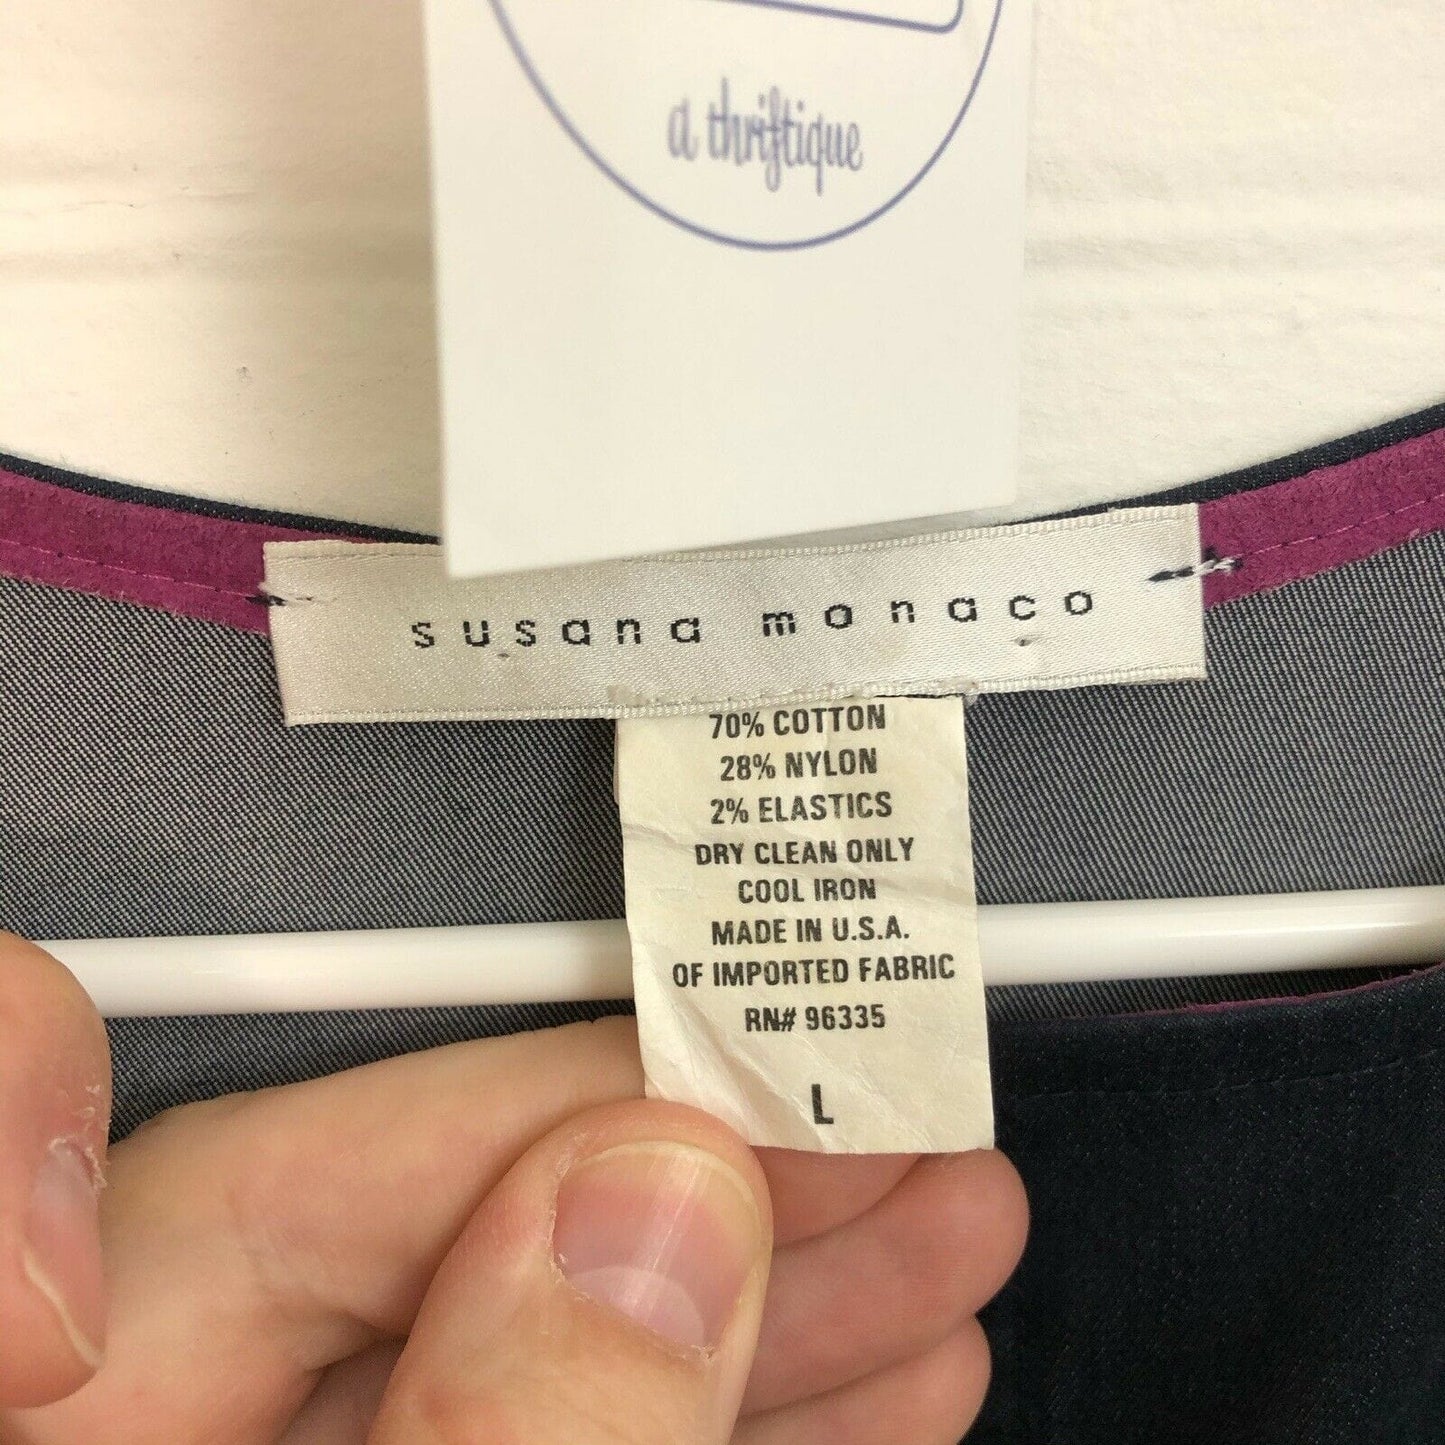 a thriftique
susana monaco
70% COTTON
28% NYLON
2% ELASTICS
DRY CLEAN ONLY
COOL IRON
MADE IN U.S.A.
OF IMPORTED FABRIC
RN# 96335
L